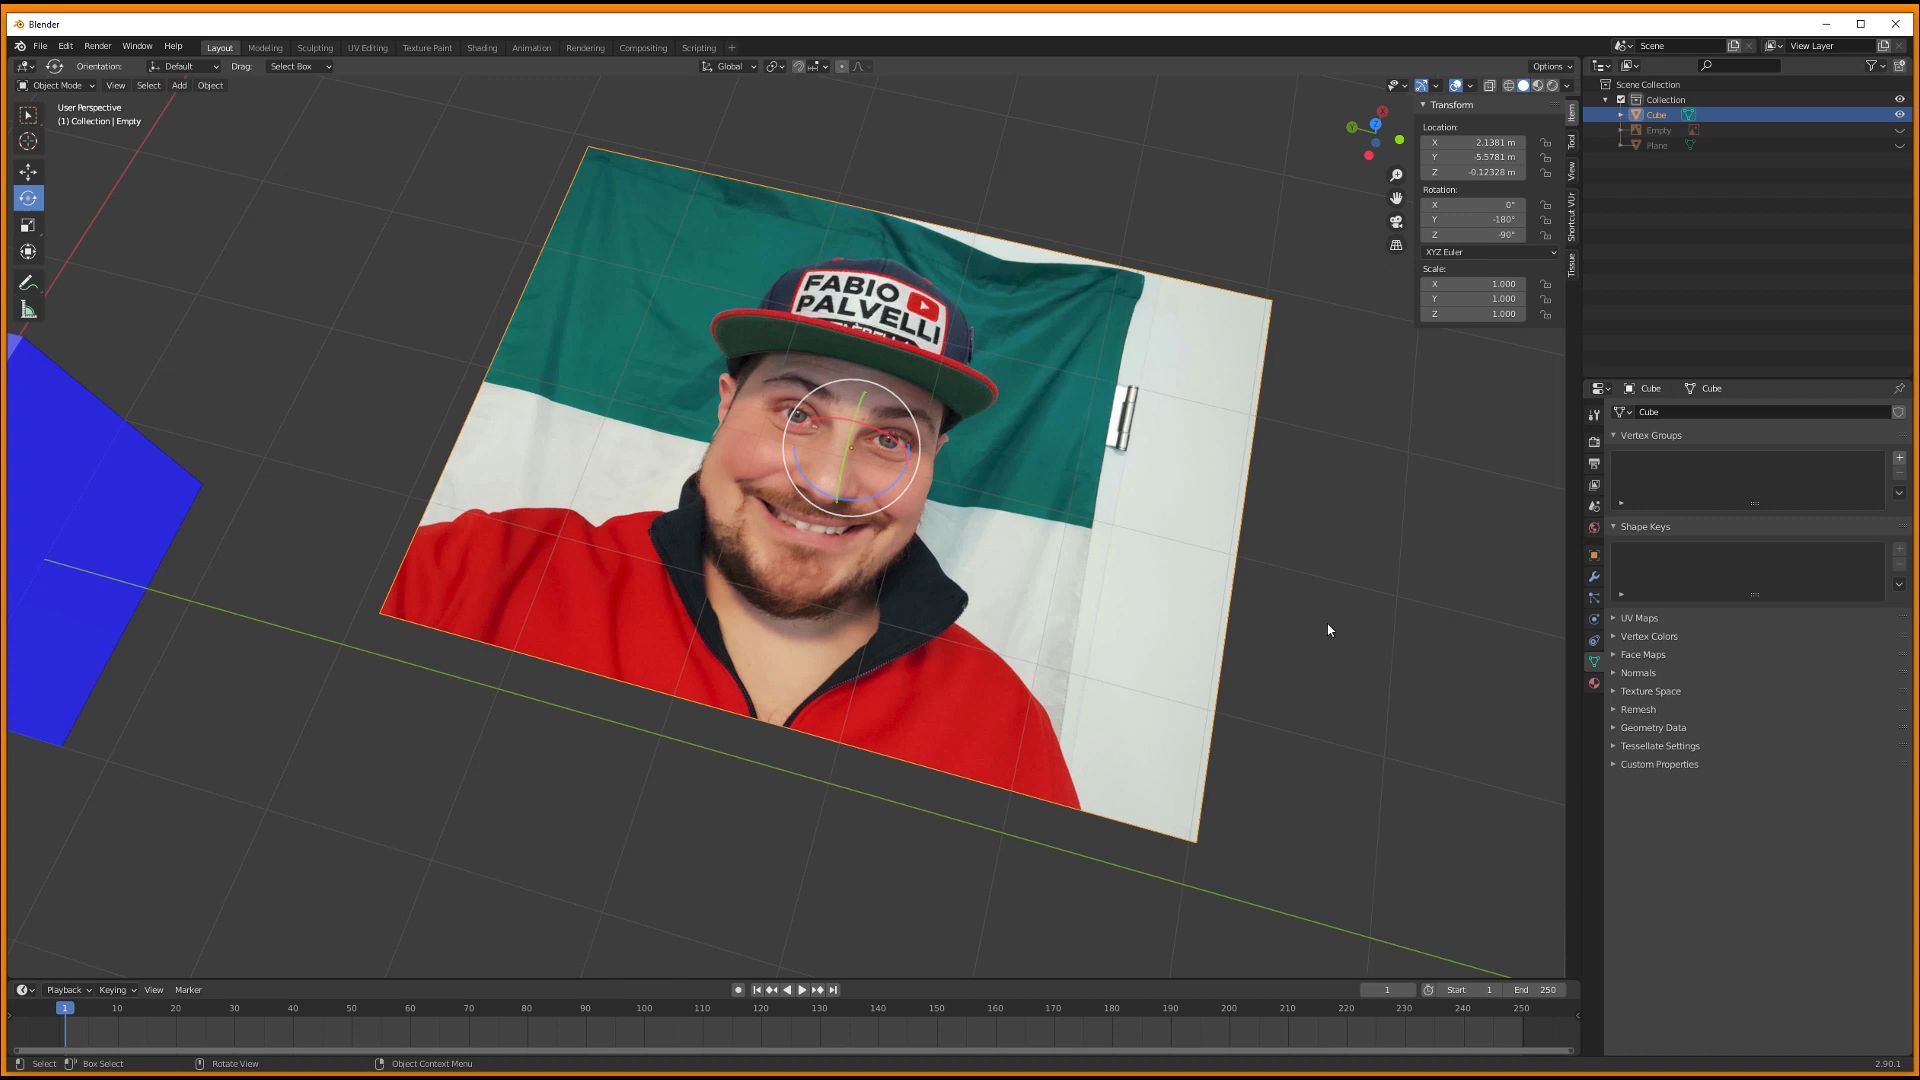 Blender
File Edit Render Window Help
Layout Modeling Sculpting UV Editing Texture Paint Shading Animation Rendering Compositing Scripting +
Scene
View Layer
Orientation: Default Drag: Select Box
Global
Options
Object Mode View Select Add Object
User Perspective
(1) Collection | Empty
FABIO
PALVELLI
Transform
Location:
X 2.1381 m
Y -5.5781 m
Z -0.12328 m
Rotation:
X 0°
Y -180°
Z -90°
XYZ Euler
Scale:
X 1.000
Y 1.000
Z 1.000
Item
Tool
View
Shortcut VUr
Tissue
X
Y
Z
Scene Collection
Collection
Cube
Empty
Plane
Cube Cube
Cube
Vertex Groups
Shape Keys
UV Maps
Vertex Colors
Face Maps
Normals
Texture Space
Remesh
Geometry Data
Tessellate Settings
Custom Properties
Playback Keying View Marker
1 Start 1 End 250
1 10 20 30 40 50 60 70 80 90 100 110 120 130 140 150 160 170 180 190 200 210 220 230 240 250
Select Box Select Rotate View Object Context Menu
2.90.1